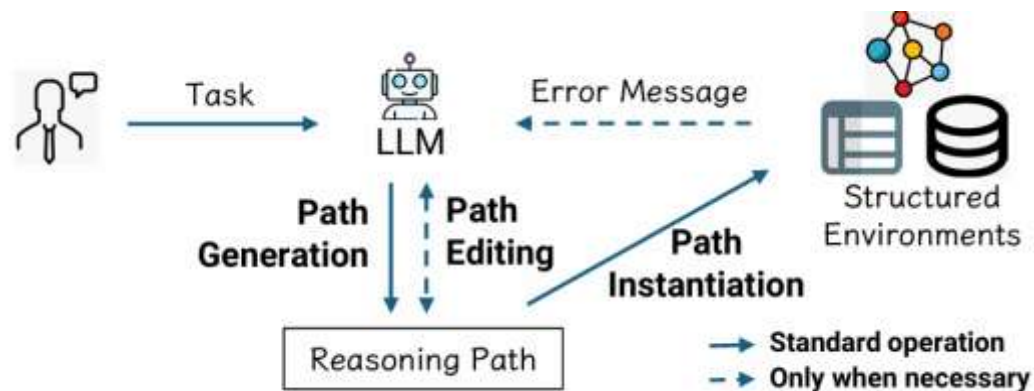 Task
LLM
Error Message
Structured
Environments
Path
Generation
Path
Editing
Path
Instantiation
Reasoning Path
Standard operation
Only when necessary